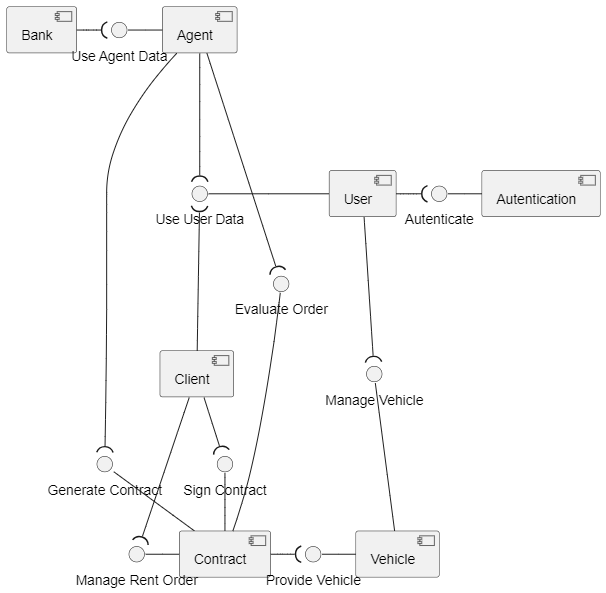 Bank
Agent
Use Agent Data
User
Autentication
Use User Data
Autenticate
Evaluate Order
Client
Manage Vehicle
Generate Contract
Sign Contract
Contract
Vehicle
Manage Rent Order
Provide Vehicle